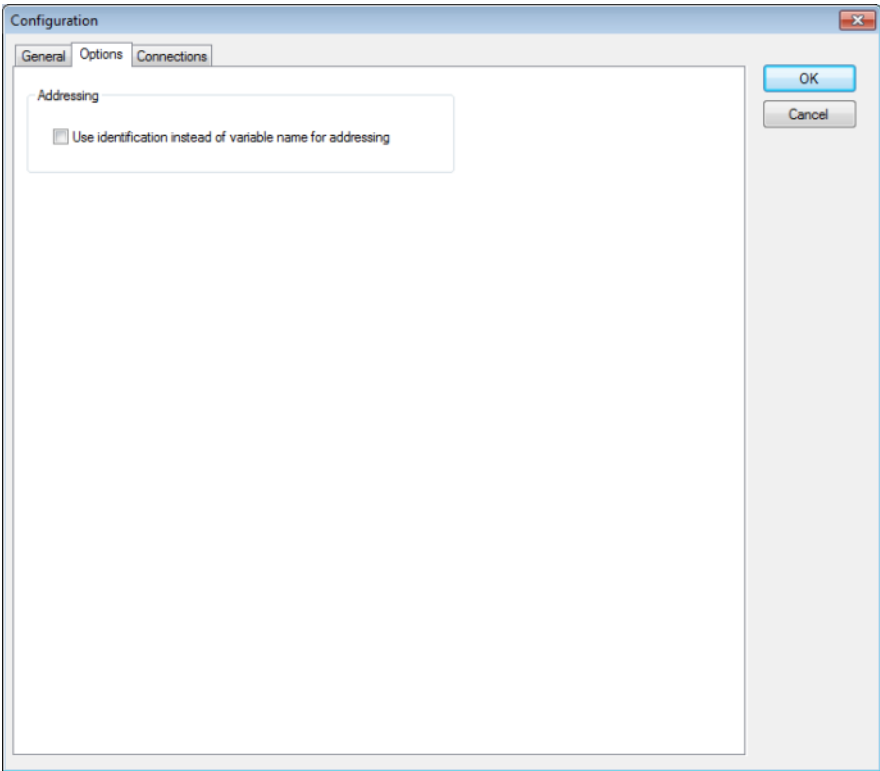 Configuration
General Options Connections
OK
Addressing
Cancel
Use identification instead of variable name for addressing